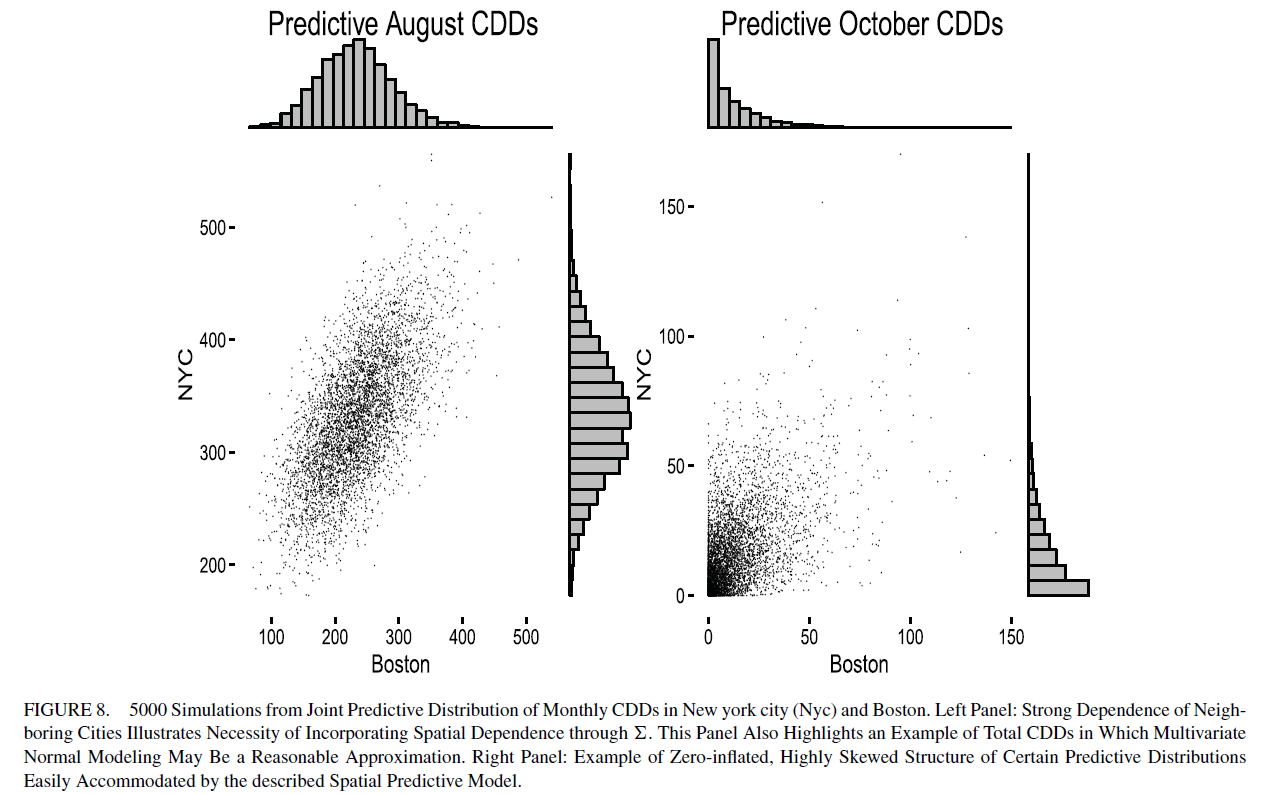 Predictive August CDDs
500
400
300
200
NYC
100 200 300 400 500
Boston
Predictive October CDDs
150
100
50
0
NYC
0 50 100 150
Boston
FIGURE 8. 5000 Simulations from Joint Predictive Distribution of Monthly CDDs in New york city (Nyc) and Boston. Left Panel: Strong Dependence of Neigh-
boring Cities Illustrates Necessity of Incorporating Spatial Dependence through Σ. This Panel Also Highlights an Example of Total CDDs in Which Multivariate
Normal Modeling May Be a Reasonable Approximation. Right Panel: Example of Zero-inflated, Highly Skewed Structure of Certain Predictive Distributions
Easily Accommodated by the described Spatial Predictive Model.